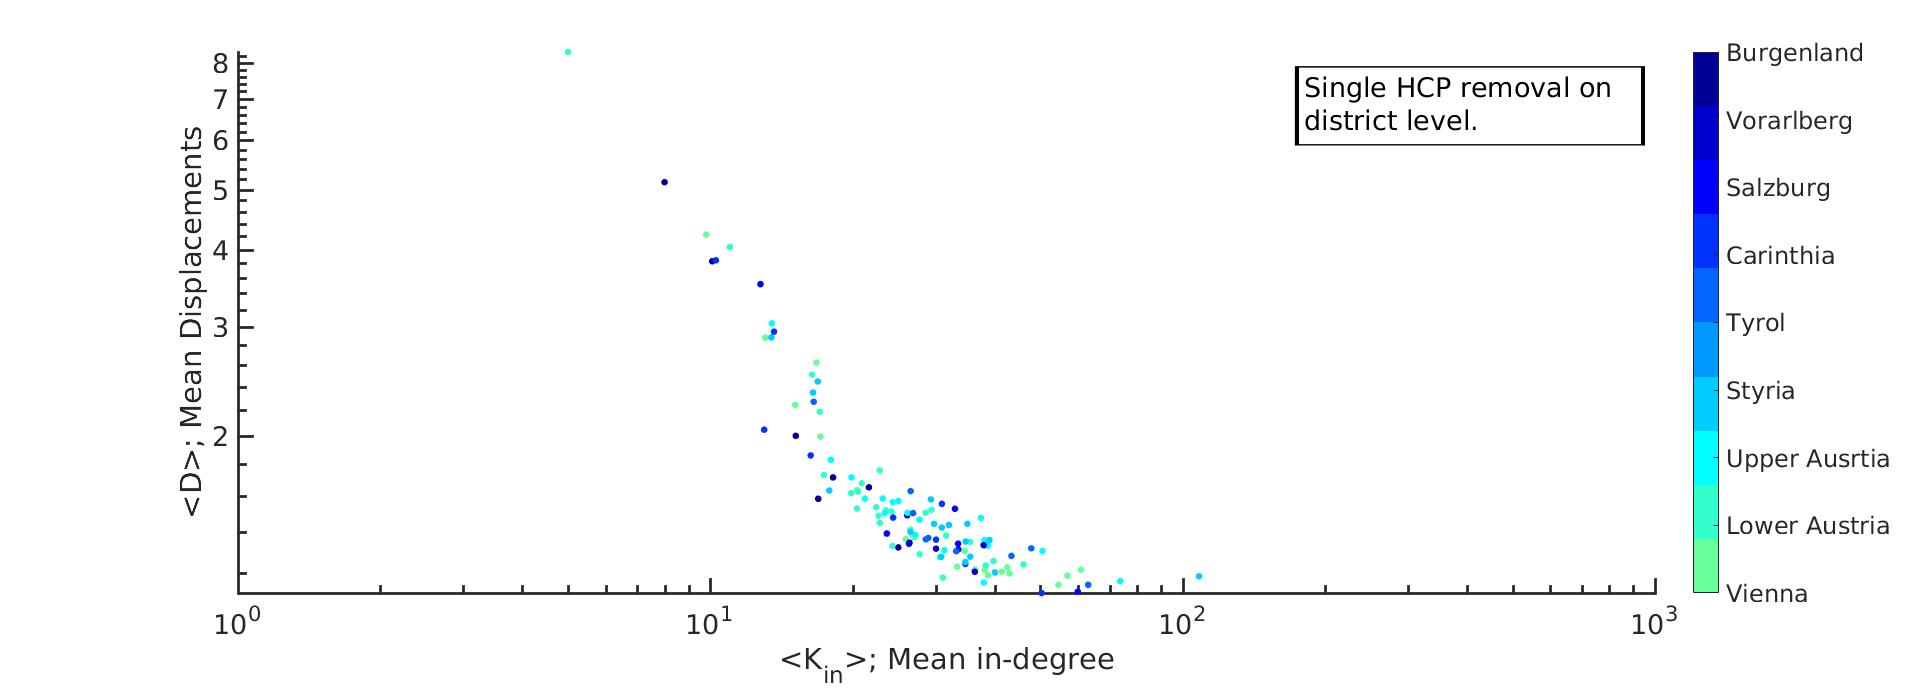 8
7
6
5
4
3
2
<D>; Mean Displacements
10^0
10^1
10^2
10^3
<K_in>; Mean in-degree
Single HCP removal on
district level.
Burgenland
Vorarlberg
Salzburg
Carinthia
Tyrol
Styria
Upper Ausrtia
Lower Austria
Vienna